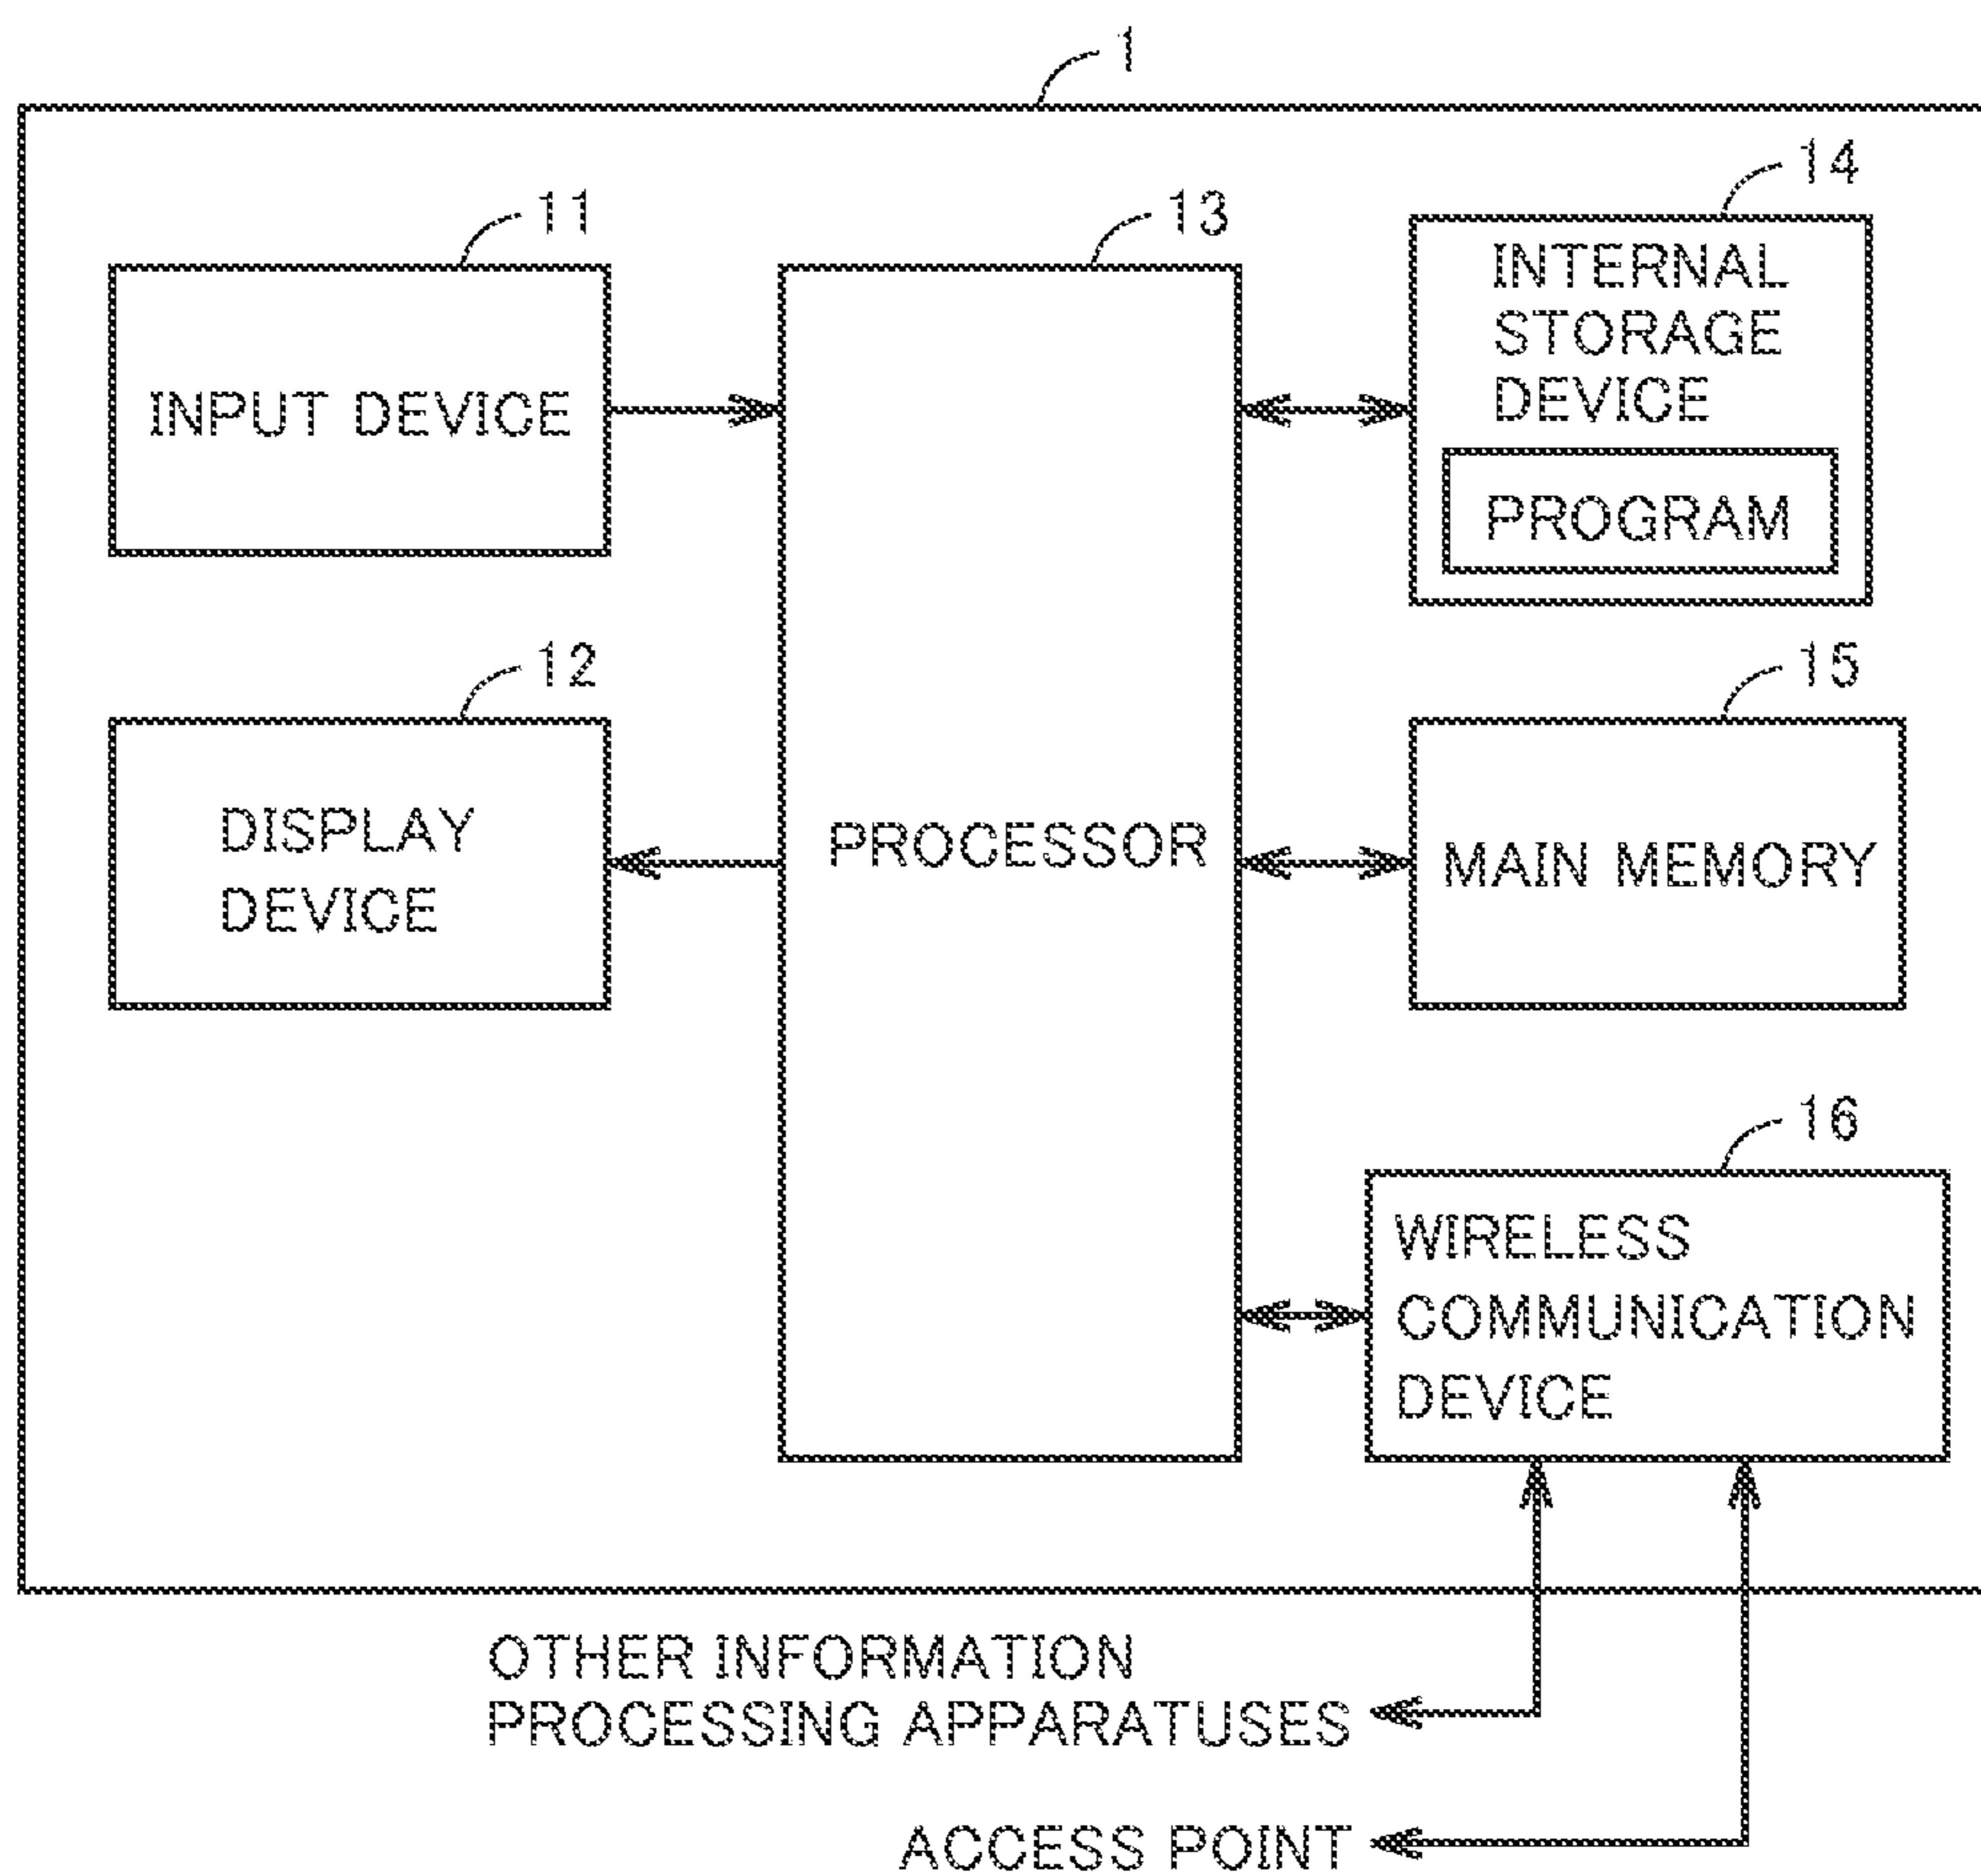 1
11
INPUT DEVICE
12
DISPLAY
DEVICE
13
PROCESSOR
14
INTERNAL
STORAGE
DEVICE
PROGRAM
15
MAIN MEMORY
16
WIRELESS
COMMUNICATION
DEVICE
OTHER INFORMATION
PROCESSING APPARATUSES
ACCESS POINT